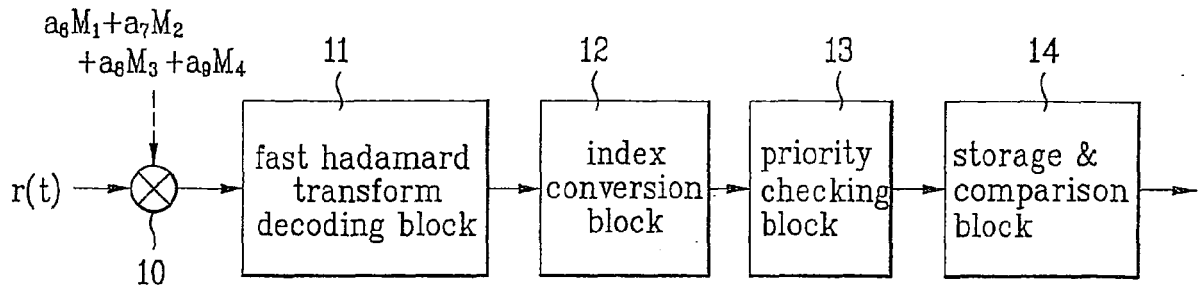 a₆M₁+a₇M₂
+a₈M₃+a₉M₄
r(t)
10
11
fast hadamard
transform
decoding block
12
index
conversion
block
13
priority
checking
block
14
storage &
comparison
block